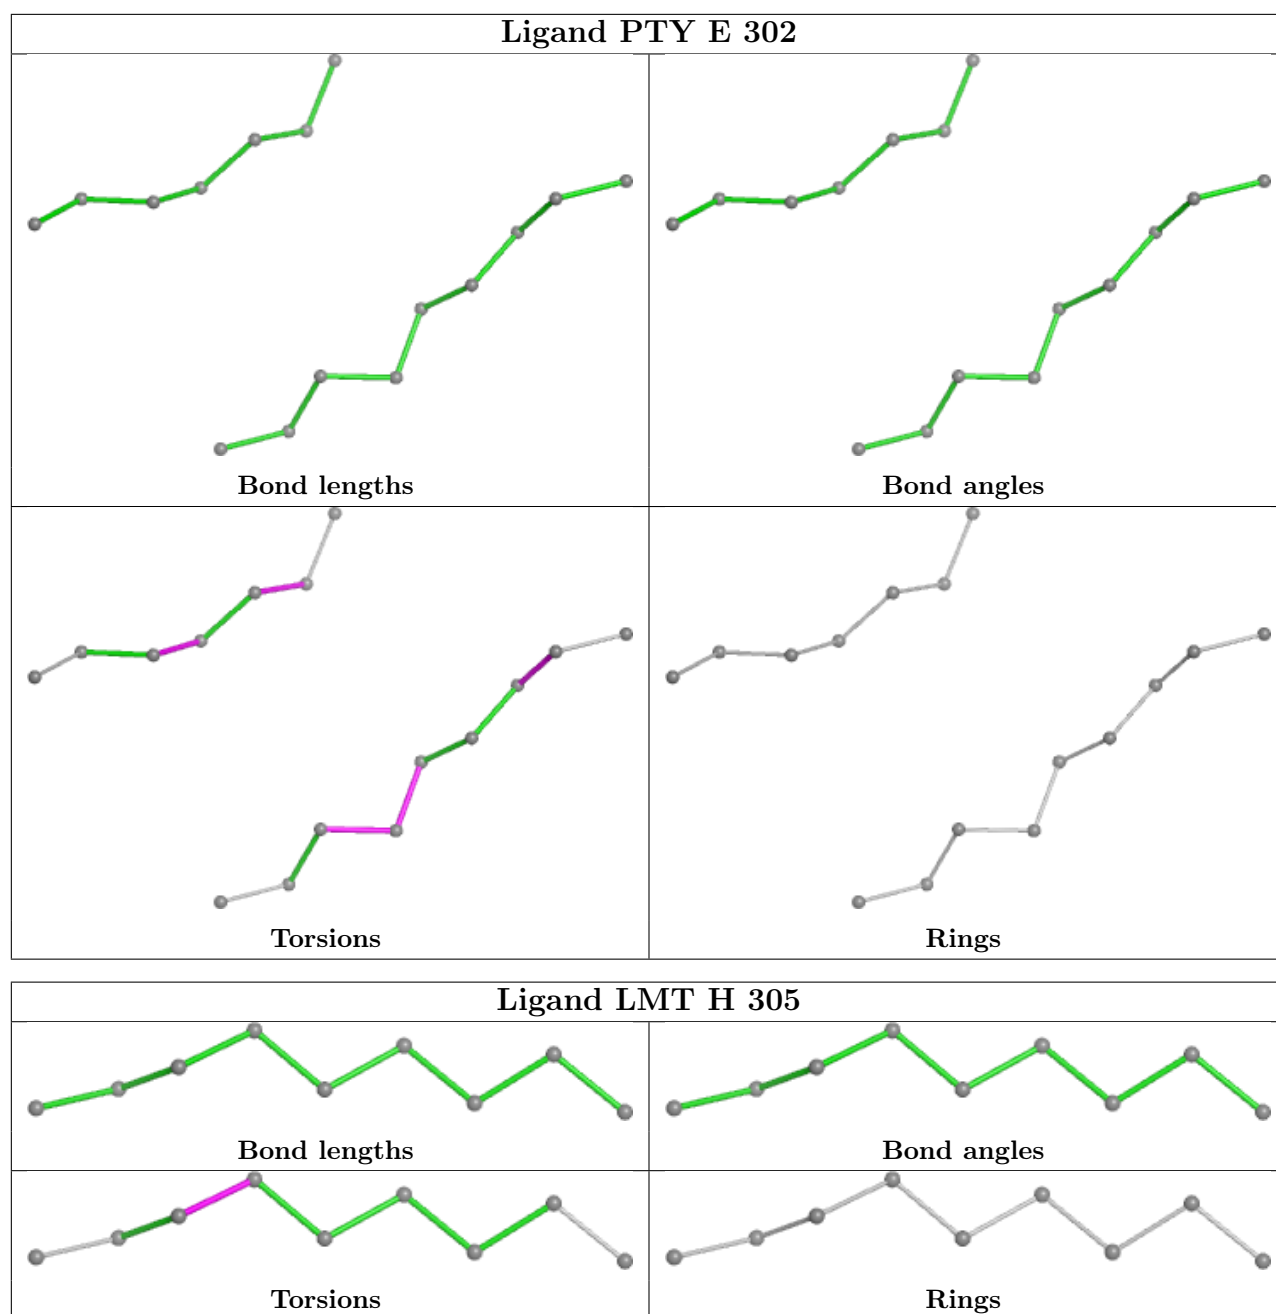 Ligand PTY E 302
Bond lengths
Bond angles
Torsions
Rings
Ligand LMT H 305
Bond lengths
Bond angles
Torsions
Rings